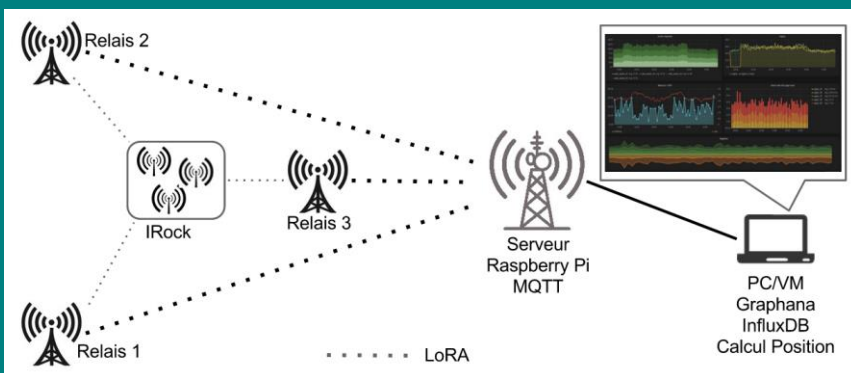 Relais 2
IRock
Relais 3
Relais 1
Serveur
Raspberry Pi
MQTT
PC/VM
Graphana
InfluxDB
Calcul Position
LoRA